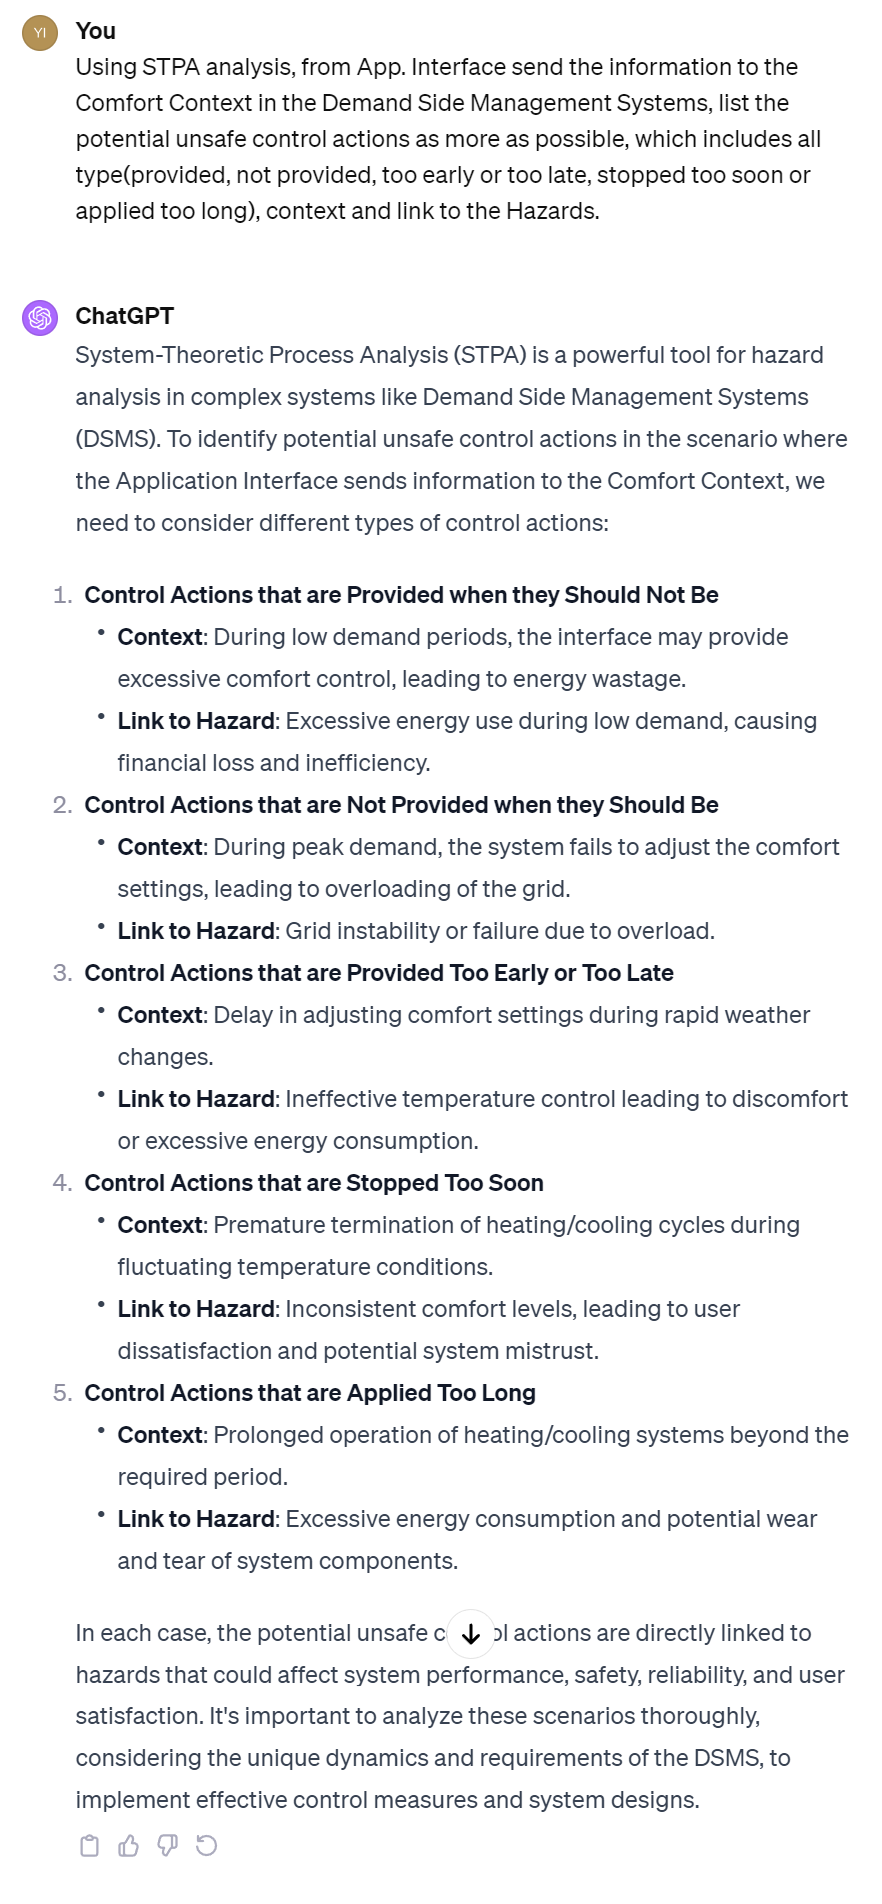 YI
You
Using STPA analysis, from App. Interface send the information to the
Comfort Context in the Demand Side Management Systems, list the
potential unsafe control actions as more as possible, which includes all
type(provided, not provided, too early or too late, stopped too soon or
applied too long), context and link to the Hazards.
ChatGPT
System-Theoretic Process Analysis (STPA) is a powerful tool for hazard
analysis in complex systems like Demand Side Management Systems
(DSMS). To identify potential unsafe control actions in the scenario where
the Application Interface sends information to the Comfort Context, we
need to consider different types of control actions:
1. Control Actions that are Provided when they Should Not Be
• Context: During low demand periods, the interface may provide
excessive comfort control, leading to energy wastage.
• Link to Hazard: Excessive energy use during low demand, causing
financial loss and inefficiency.
2. Control Actions that are Not Provided when they Should Be
• Context: During peak demand, the system fails to adjust the comfort
settings, leading to overloading of the grid.
• Link to Hazard: Grid instability or failure due to overload.
3. Control Actions that are Provided Too Early or Too Late
• Context: Delay in adjusting comfort settings during rapid weather
changes.
• Link to Hazard: Ineffective temperature control leading to discomfort
or excessive energy consumption.
4. Control Actions that are Stopped Too Soon
• Context: Premature termination of heating/cooling cycles during
fluctuating temperature conditions.
• Link to Hazard: Inconsistent comfort levels, leading to user
dissatisfaction and potential system mistrust.
5. Control Actions that are Applied Too Long
• Context: Prolonged operation of heating/cooling systems beyond the
required period.
• Link to Hazard: Excessive energy consumption and potential wear
and tear of system components.
In each case, the potential unsafe c ol actions are directly linked to
hazards that could affect system performance, safety, reliability, and user
satisfaction. It's important to analyze these scenarios thoroughly,
considering the unique dynamics and requirements of the DSMS, to
implement effective control measures and system designs.